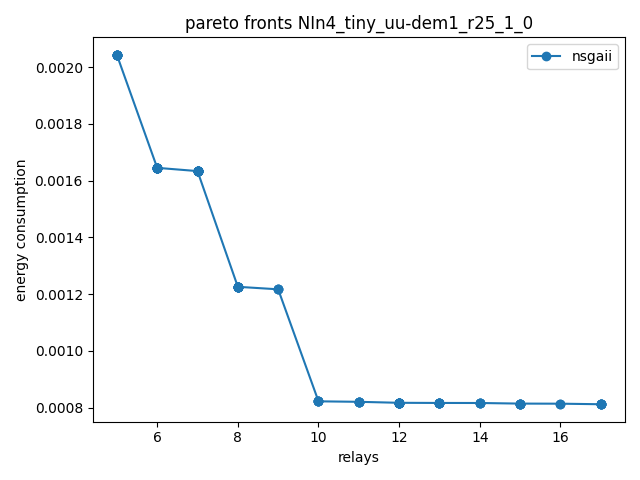 pareto fronts NIn4_tiny_uu-dem1_r25_1_0
nsgaii
energy consumption
0.0020
0.0018
0.0016
0.0014
0.0012
0.0010
0.0008
6 8 10 12 14 16
relays